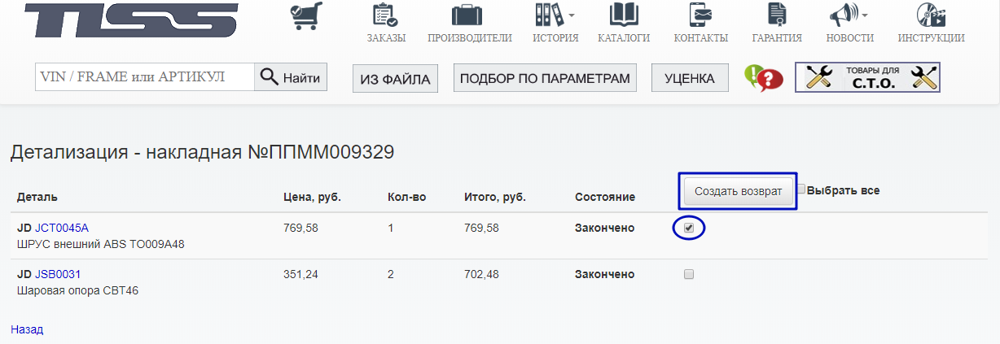 TISS
ЗАКАЗЫ ПРОИЗВОДИТЕЛИ ИСТОРИЯ КАТАЛОГИ КОНТАКТЫ ГАРАНТИЯ НОВОСТИ ИНСТРУКЦИИ
VIN / FRAME или АРТИКУЛ Найти ИЗ ФАЙЛА ПОДБОР ПО ПАРАМЕТРАМ УЦЕНКА ! ? ТОВАРЫ ДЛЯ
С.Т.О.
Детализация - накладная №ППММ009329
Деталь Цена, руб. Кол-во Итого, руб. Состояние Создать возврат Выбрать все
JD JCT0045A 769,58 1 769,58 Закончено
ШРУС внешний ABS TO009A48
JD JSB0031 351,24 2 702,48 Закончено
Шаровая опора CBT46
Назад